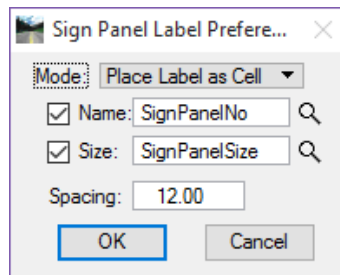 Sign Panel Label Prefere...
Mode: Place Label as Cell
Name: SignPanelNo
Size: SignPanelSize
Spacing: 12.00
OK Cancel